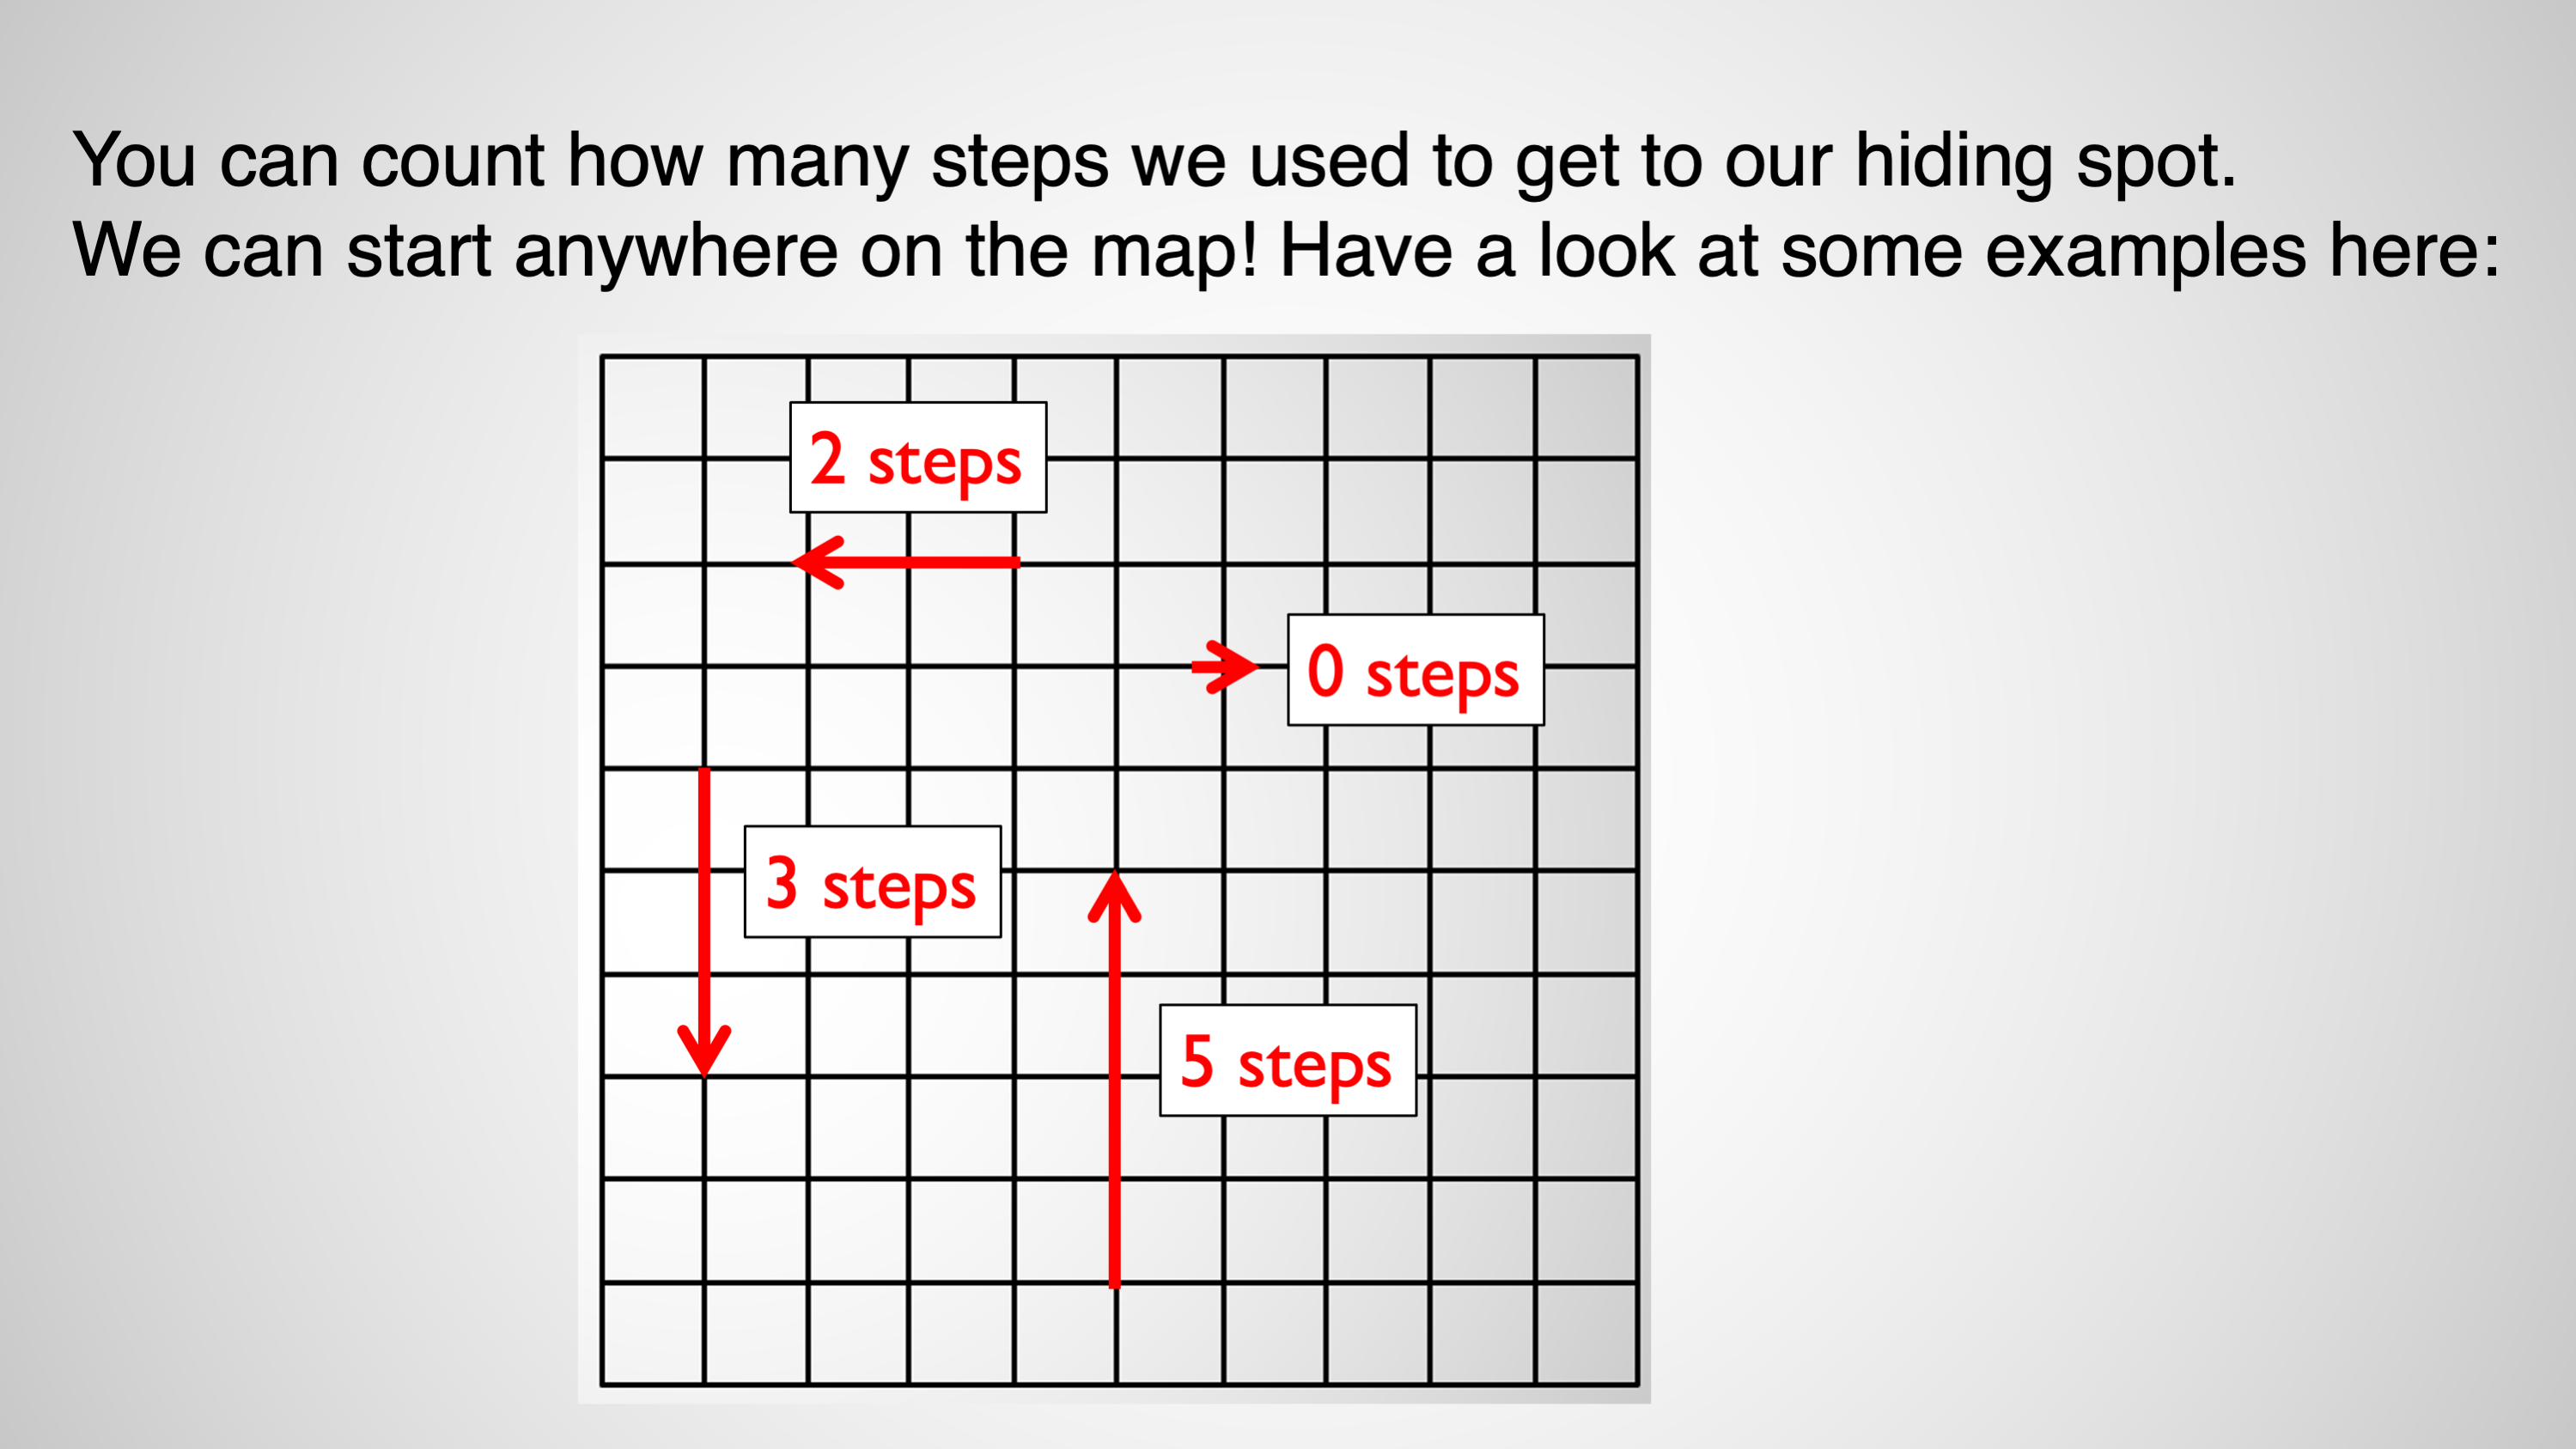 You can count how many steps we used to get to our hiding spot.
We can start anywhere on the map! Have a look at some examples here:
2 steps
0 steps
3 steps
5 steps